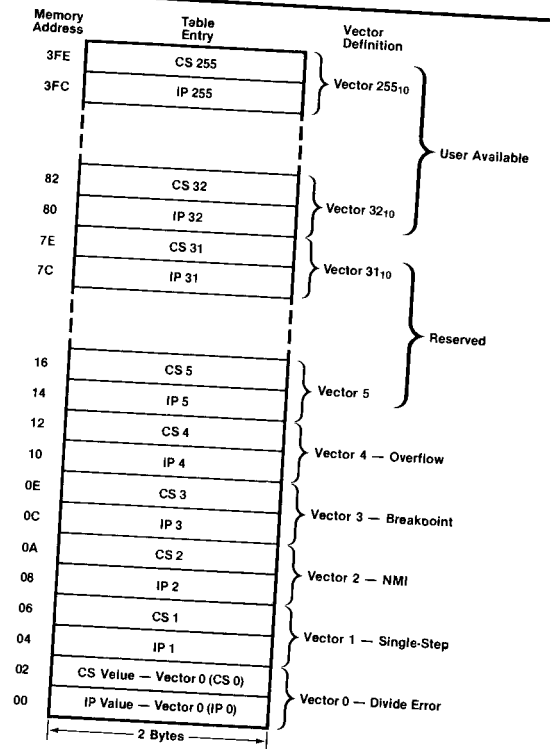 Memory Address
Table Entry
Vector Definition
3FE CS 255
3FC IP 255
Vector 255₁₀
User Available
82 CS 32
80 IP 32
Vector 32₁₀
7E CS 31
7C IP 31
Vector 31₁₀
Reserved
16 CS 5
14 IP 5
Vector 5
12 CS 4
10 IP 4
Vector 4 — Overflow
0E CS 3
0C IP 3
Vector 3 — Breakpoint
0A CS 2
08 IP 2
Vector 2 — NMI
06 CS 1
04 IP 1
Vector 1 — Single-Step
02 CS Velue — Vector 0 (CS 0)
00 IP Value — Vector 0 (IP 0)
Vector 0 — Divide Error
2 Bytes